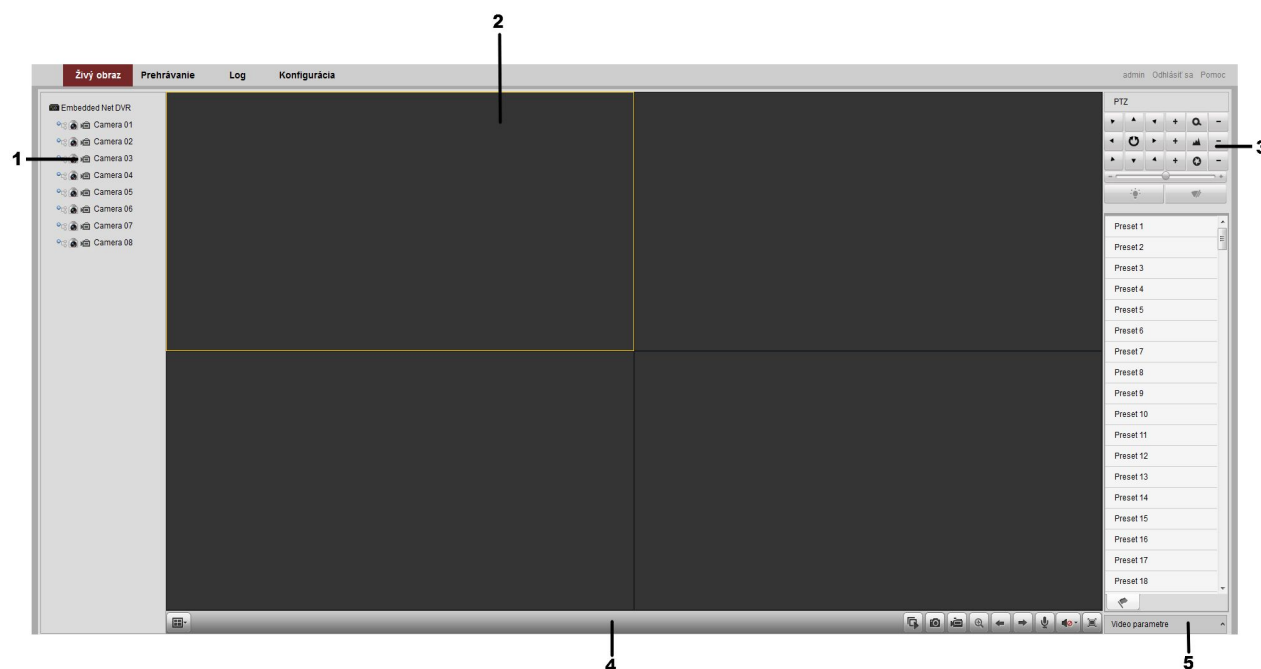 2
Živý obraz Prehrávanie Log Konfigurácia admin Odhlásiť sa Pomoc
Embedded Net DVR
Camera 01
Camera 02
1 Camera 03
Camera 04
Camera 05
Camera 06
Camera 07
Camera 08
PTZ
3
Preset 1
Preset 2
Preset 3
Preset 4
Preset 5
Preset 6
Preset 7
Preset 8
Preset 9
Preset 10
Preset 11
Preset 12
Preset 13
Preset 14
Preset 15
Preset 16
Preset 17
Preset 18
Video parametre
4 5